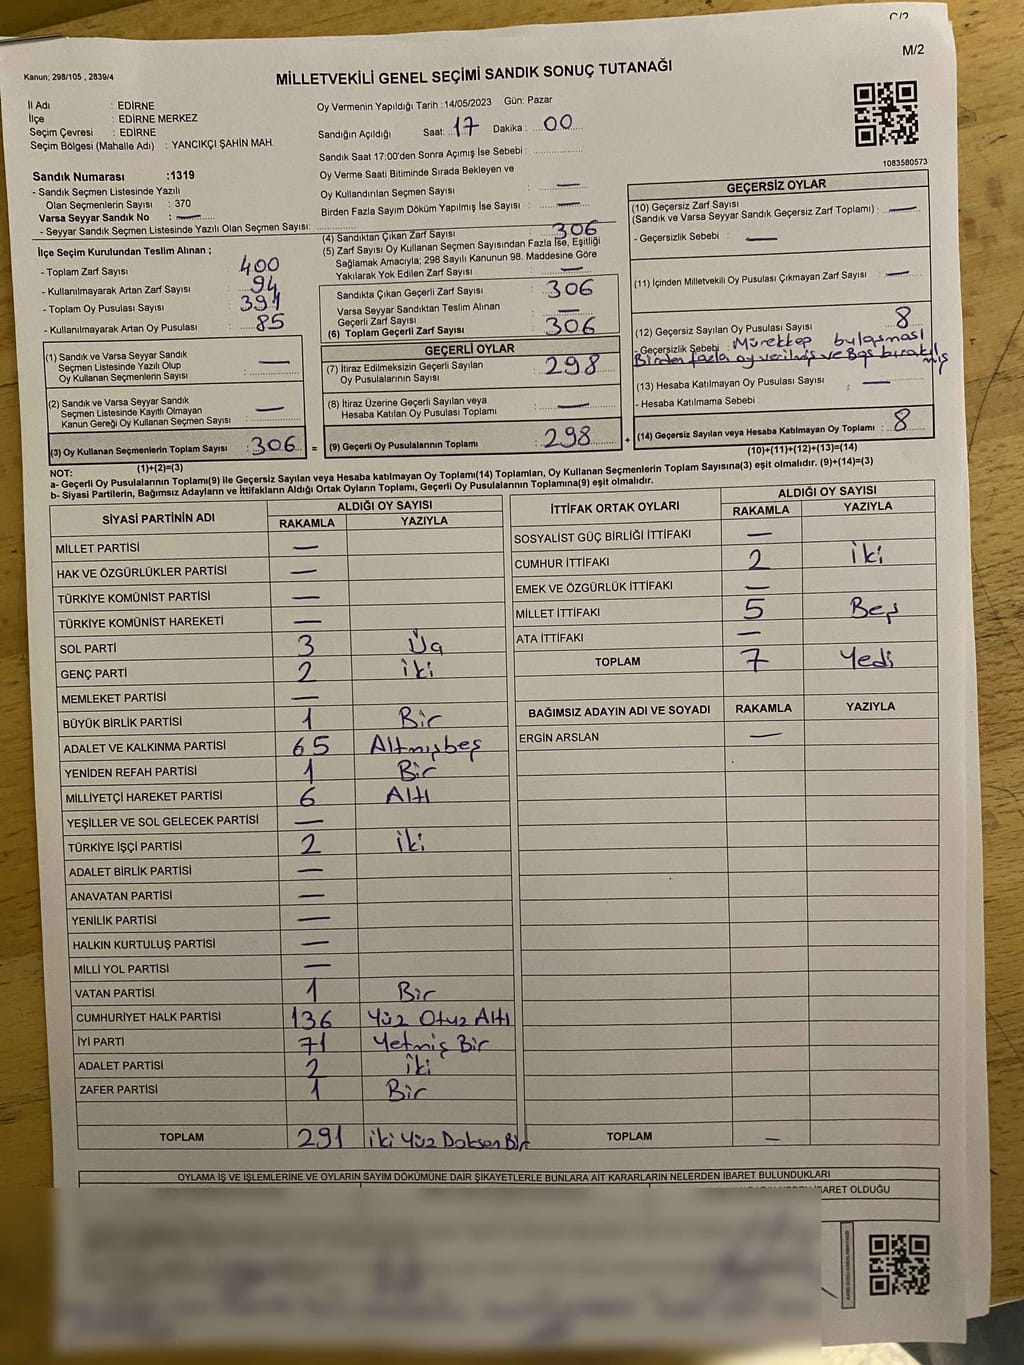 C/2
M/2
Kanun; 298/105 , 2839/4
MİLLETVEKİLİ GENEL SEÇİMİ SANDIK SONUÇ TUTANAĞI
İl Adı : EDİRNE
İlçe : EDİRNE MERKEZ
Seçim Çevresi : EDİRNE
Seçim Bölgesi (Mahalle Adı) : YANCIKÇI ŞAHİN MAH.
Sandık Numarası :1319
- Sandık Seçmen Listesinde Yazılı
Olan Seçmenlerin Sayısı : 370
Varsa Seyyar Sandık No : —
- Seyyar Sandık Seçmen Listesinde Yazılı Olan Seçmen Sayısı:
Oy Vermenin Yapıldığı Tarih :14/05/2023 Gün: Pazar
Sandığın Açıldığı Saat: 17 Dakika : 00
Sandık Saat 17:00'den Sonra Açımış İse Sebebi :
Oy Verme Saati Bitiminde Sırada Bekleyen ve
Oy Kullandırılan Seçmen Sayısı : —
Birden Fazla Sayım Döküm Yapılmış İse Sayısı : —
1083580573
İlçe Seçim Kurulundan Teslim Alınan ;
- Toplam Zarf Sayısı : 400
- Kullanılmayarak Artan Zarf Sayısı : 94
- Toplam Oy Pusulası Sayısı : 391
- Kullanılmayarak Artan Oy Pusulası : 85
(1) Sandık ve Varsa Seyyar Sandık
Seçmen Listesinde Yazılı Olup
Oy Kullanan Seçmenlerin Sayısı —
(2) Sandık ve Varsa Seyyar Sandık
Seçmen Listesinde Kayıtlı Olmayan
Kanun Gereği Oy Kullanan Seçmen Sayısı —
(3) Oy Kullanan Seçmenlerin Toplam Sayısı : 306 =
(1)+(2)=(3)
(4) Sandıktan Çıkan Zarf Sayısı : 306
(5) Zarf Sayısı Oy Kullanan Seçmen Sayısından Fazla İse, Eşitliği
Sağlamak Amacıyla; 298 Sayılı Kanunun 98. Maddesine Göre
Yakılarak Yok Edilen Zarf Sayısı : —
Sandıkta Çıkan Geçerli Zarf Sayısı : 306
Varsa Seyyar Sandıktan Teslim Alınan
Geçerli Zarf Sayısı : —
(6) Toplam Geçerli Zarf Sayısı : 306
GEÇERLİ OYLAR
(7) İtiraz Edilmeksizin Geçerli Sayılan
Oy Pusulalarının Sayısı : 298
(8) İtiraz Üzerine Geçerli Sayılan veya
Hesaba Katılan Oy Pusulası Toplamı : —
(9) Geçerli Oy Pusulalarının Toplamı : 298 +
GEÇERSİZ OYLAR
(10) Geçersiz Zarf Sayısı
(Sandık ve Varsa Seyyar Sandık Geçersiz Zarf Toplamı) : —
- Geçersizlik Sebebi : —
(11) İçinden Milletvekili Oy Pusulası Çıkmayan Zarf Sayısı : —
(12) Geçersiz Sayılan Oy Pusulası Sayısı : 8
- Geçersizlik Sebebi : Mürekkep bulaşması
Birden fazla oy verilmiş ve Boş bırakılmış
(13) Hesaba Katılmayan Oy Pusulası Sayısı : —
- Hesaba Katılmama Sebebi :
(14) Geçersiz Sayılan veya Hesaba Katılmayan Oy Toplamı : 8
(10)+(11)+(12)+(13)=(14)
NOT:
a- Geçerli Oy Pusulalarının Toplamı(9) ile Geçersiz Sayılan veya Hesaba katılmayan Oy Toplamı(14) Toplamları, Oy Kullanan Seçmenlerin Toplam Sayısına(3) eşit olmalıdır. (9)+(14)=(3)
b- Siyasi Partilerin, Bağımsız Adayların ve İttifakların Aldığı Ortak Oyların Toplamı, Geçerli Oy Pusulalarının Toplamına(9) eşit olmalıdır.
SİYASİ PARTİNİN ADI ALDIĞI OY SAYISI
RAKAMLA YAZIYLA
MİLLET PARTİSİ —
HAK VE ÖZGÜRLÜKLER PARTİSİ —
TÜRKİYE KOMÜNİST PARTİSİ —
TÜRKİYE KOMÜNİST HAREKETİ —
SOL PARTİ 3 Üç
GENÇ PARTİ 2 iki
MEMLEKET PARTİSİ —
BÜYÜK BİRLİK PARTİSİ 1 Bir
ADALET VE KALKINMA PARTİSİ 65 Altmışbeş
YENİDEN REFAH PARTİSİ 1 Bir
MİLLİYETÇİ HAREKET PARTİSİ 6 Altı
YEŞİLLER VE SOL GELECEK PARTİSİ —
TÜRKİYE İŞÇİ PARTİSİ 2 iki
ADALET BİRLİK PARTİSİ —
ANAVATAN PARTİSİ —
YENİLİK PARTİSİ —
HALKIN KURTULUŞ PARTİSİ —
MİLLİ YOL PARTİSİ —
VATAN PARTİSİ 1 Bir
CUMHURİYET HALK PARTİSİ 136 Yüz Otuz Altı
İYİ PARTİ 71 Yetmiş Bir
ADALET PARTİSİ 2 iki
ZAFER PARTİSİ 1 Bir
TOPLAM 291 iki Yüz Doksan Bir
İTTİFAK ORTAK OYLARI ALDIĞI OY SAYISI
RAKAMLA YAZIYLA
SOSYALİST GÜÇ BİRLİĞİ İTTİFAKI —
CUMHUR İTTİFAKI 2 iki
EMEK VE ÖZGÜRLÜK İTTİFAKI —
MİLLET İTTİFAKI 5 Beş
ATA İTTİFAKI —
TOPLAM 7 Yedi
BAĞIMSIZ ADAYIN ADI VE SOYADI RAKAMLA YAZIYLA
ERGİN ARSLAN —
TOPLAM —
OYLAMA İŞ VE İŞLEMLERİNE VE OYLARIN SAYIM DÖKÜMÜNE DAİR ŞİKAYETLERLE BUNLARA AİT KARARLARIN NELERDEN İBARET BULUNDUKLARI
İBARET OLDUĞU